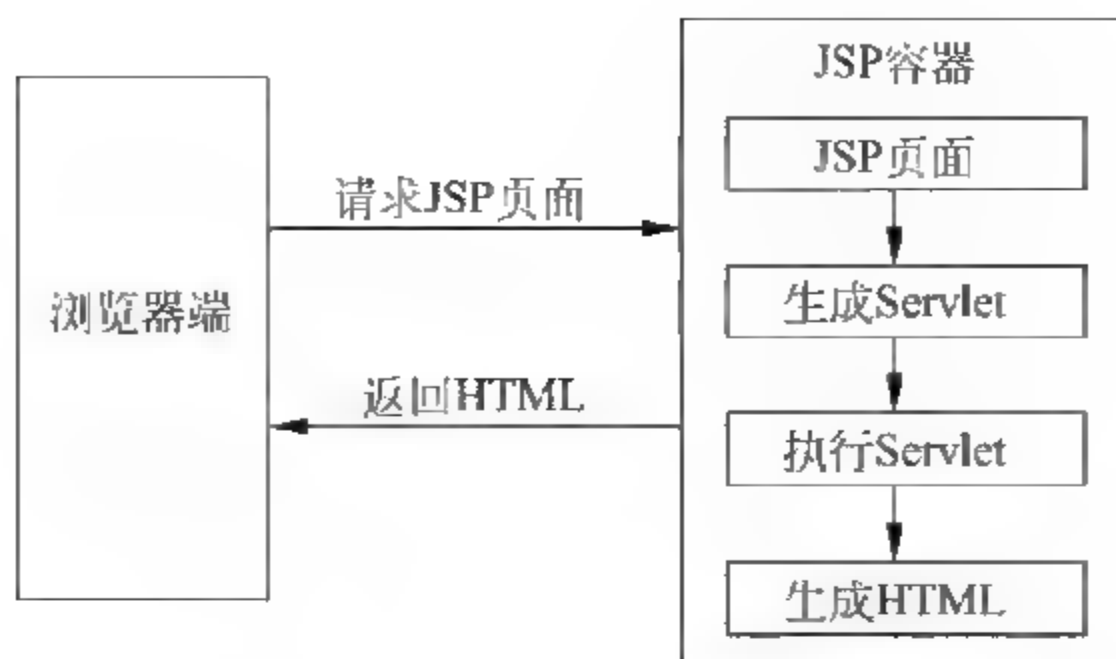 JSP容器
JSP页面
请求JSP页面
生成Servlet
浏览器端
返回HTML
执行Servlet
生成HTML